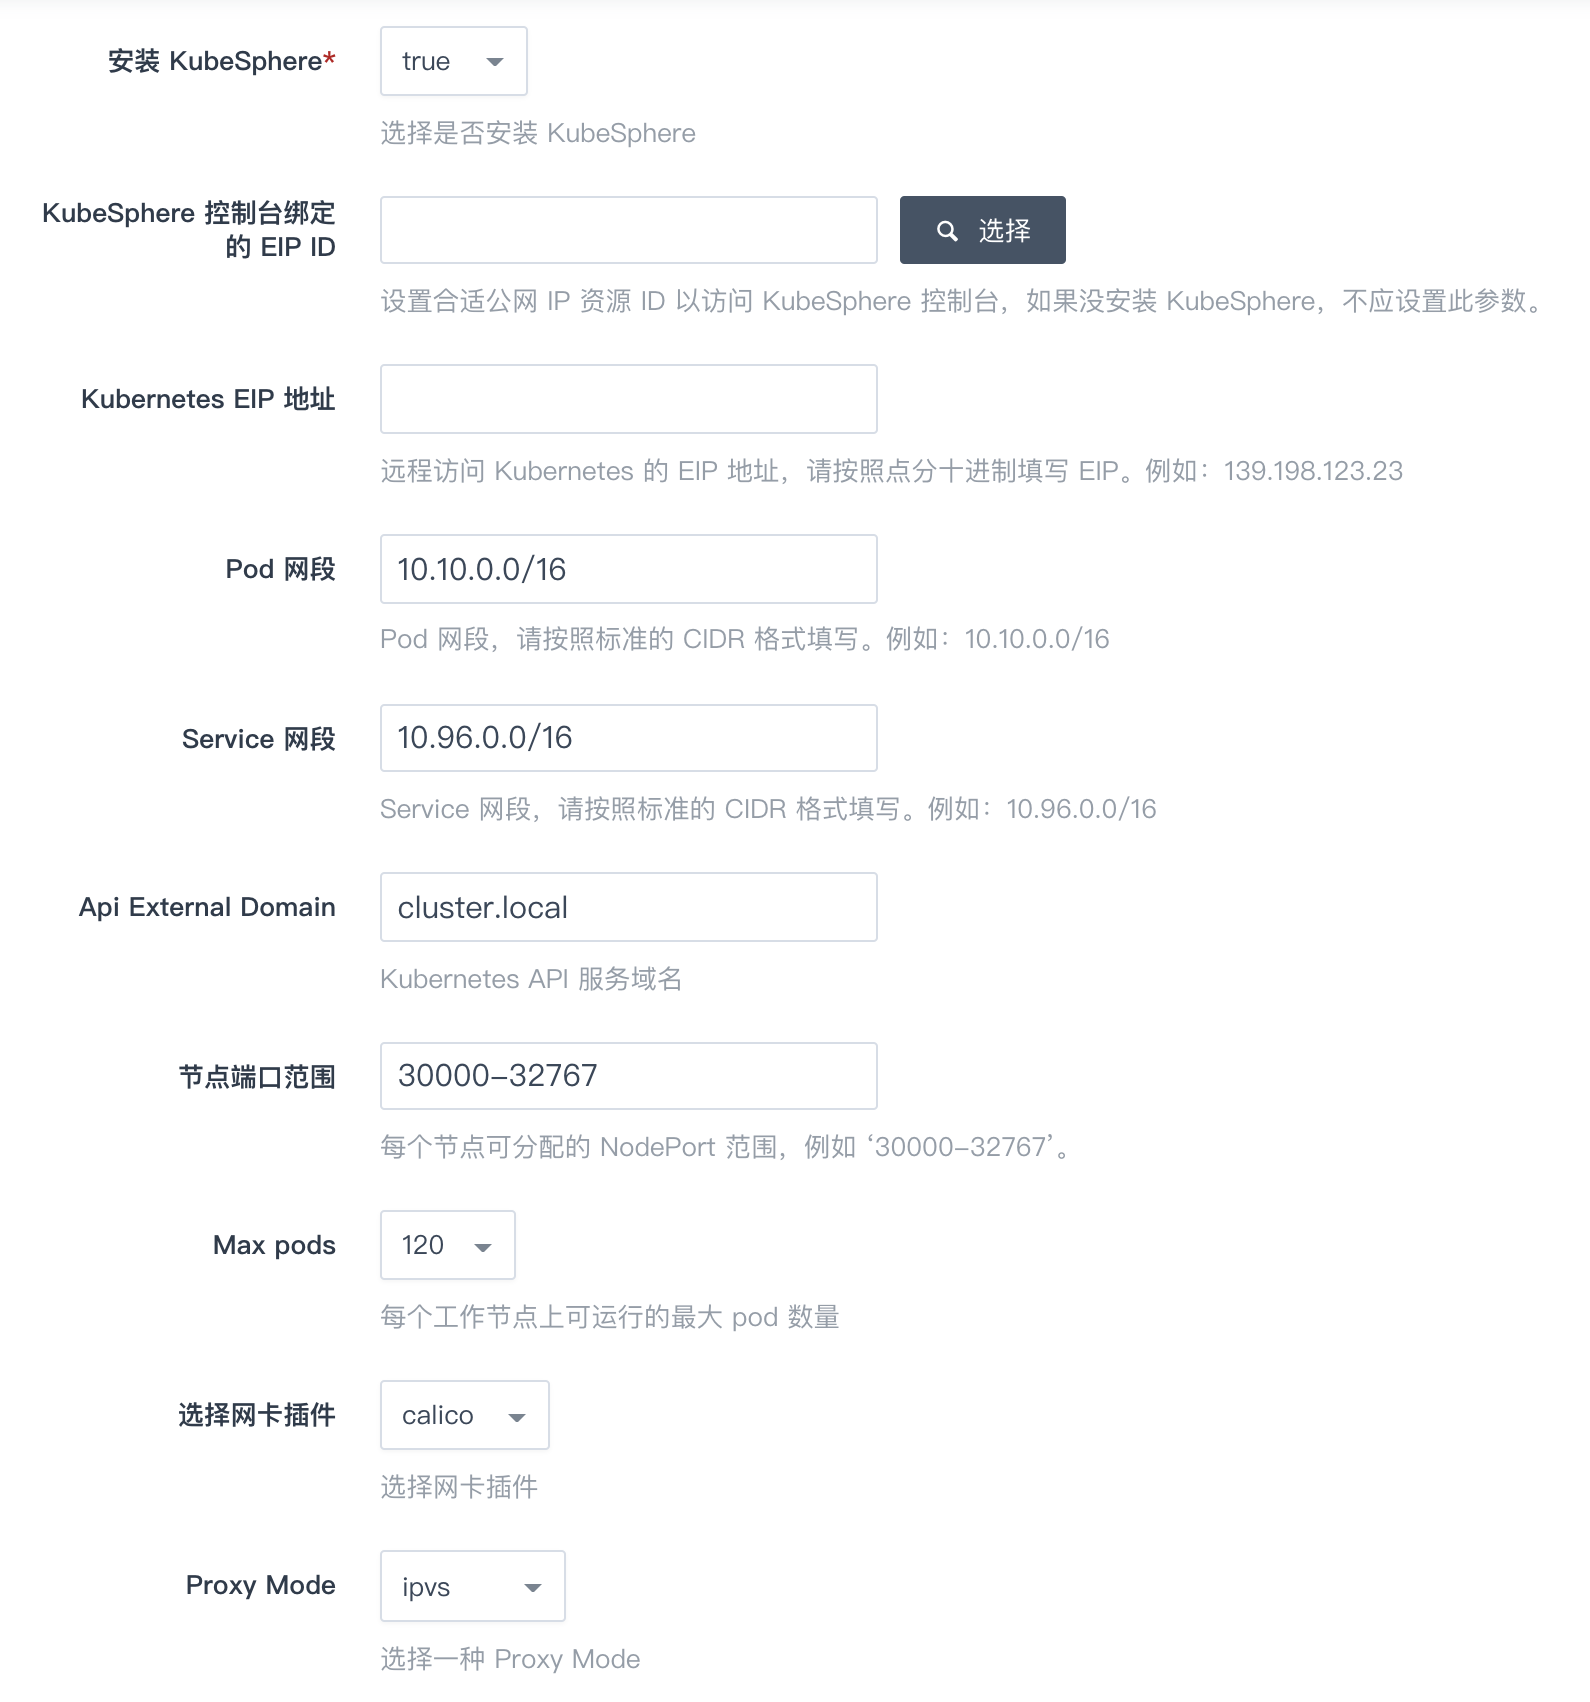 安装 KubeSphere*
true
选择是否安装 KubeSphere
KubeSphere 控制台绑定
的 EIP ID
选择
设置合适公网 IP 资源 ID 以访问 KubeSphere 控制台，如果没安装 KubeSphere，不应设置此参数。
Kubernetes EIP 地址
远程访问 Kubernetes 的 EIP 地址，请按照点分十进制填写 EIP。例如：139.198.123.23
Pod 网段
10.10.0.0/16
Pod 网段，请按照标准的 CIDR 格式填写。例如：10.10.0.0/16
Service 网段
10.96.0.0/16
Service 网段，请按照标准的 CIDR 格式填写。例如：10.96.0.0/16
Api External Domain
cluster.local
Kubernetes API 服务域名
节点端口范围
30000-32767
每个节点可分配的 NodePort 范围，例如 ‘30000-32767’。
Max pods
120
每个工作节点上可运行的最大 pod 数量
选择网卡插件
calico
选择网卡插件
Proxy Mode
ipvs
选择一种 Proxy Mode